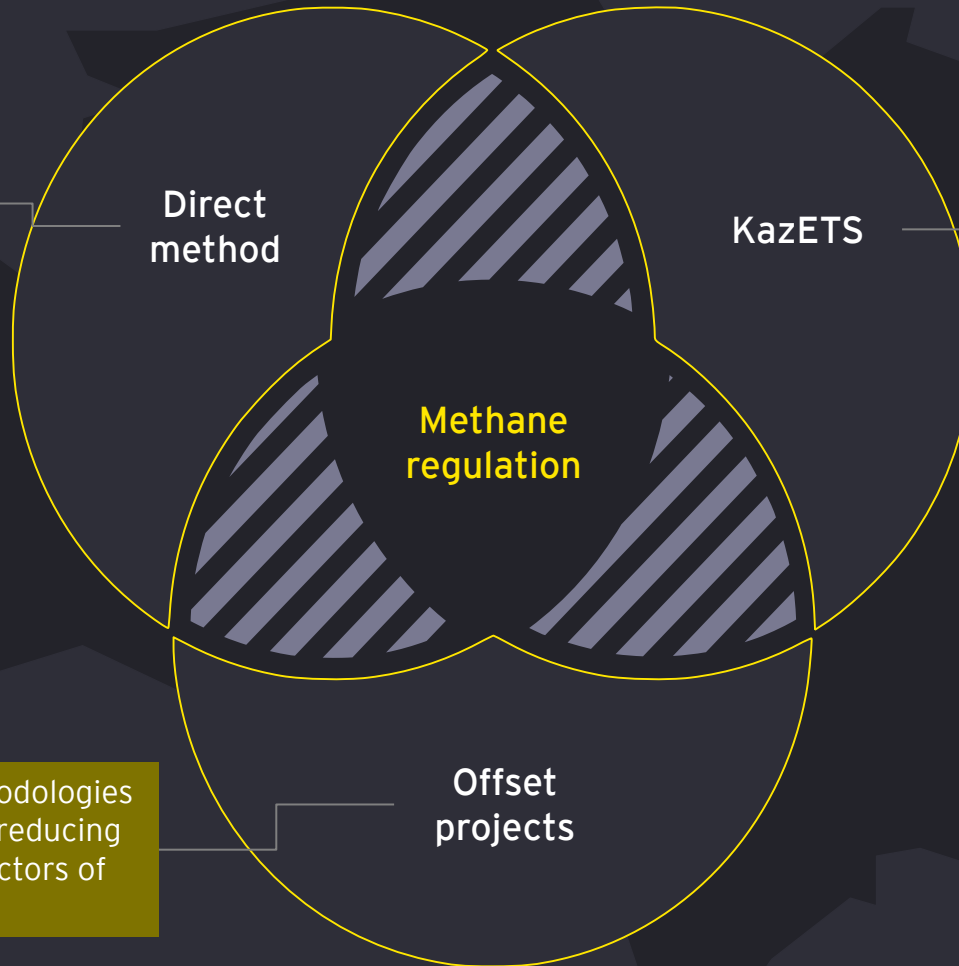 Direct
method
KazETS
Methane
regulation
Offset
projects
odologies
reducing
ctors of